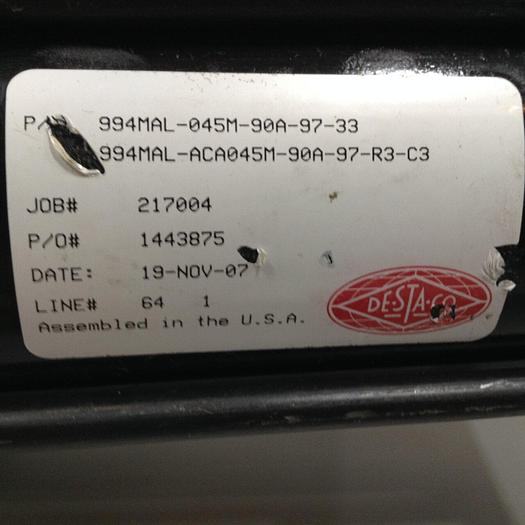 994MAL-045M-90A-97-33
994MAL-ACA045M-90A-97-R3-C3
JOB# 217004
P/O# 1443875
DATE: 19-NOV-07
LINE# 64 1
Assembled in the U.S.A.
DE-STA-CO